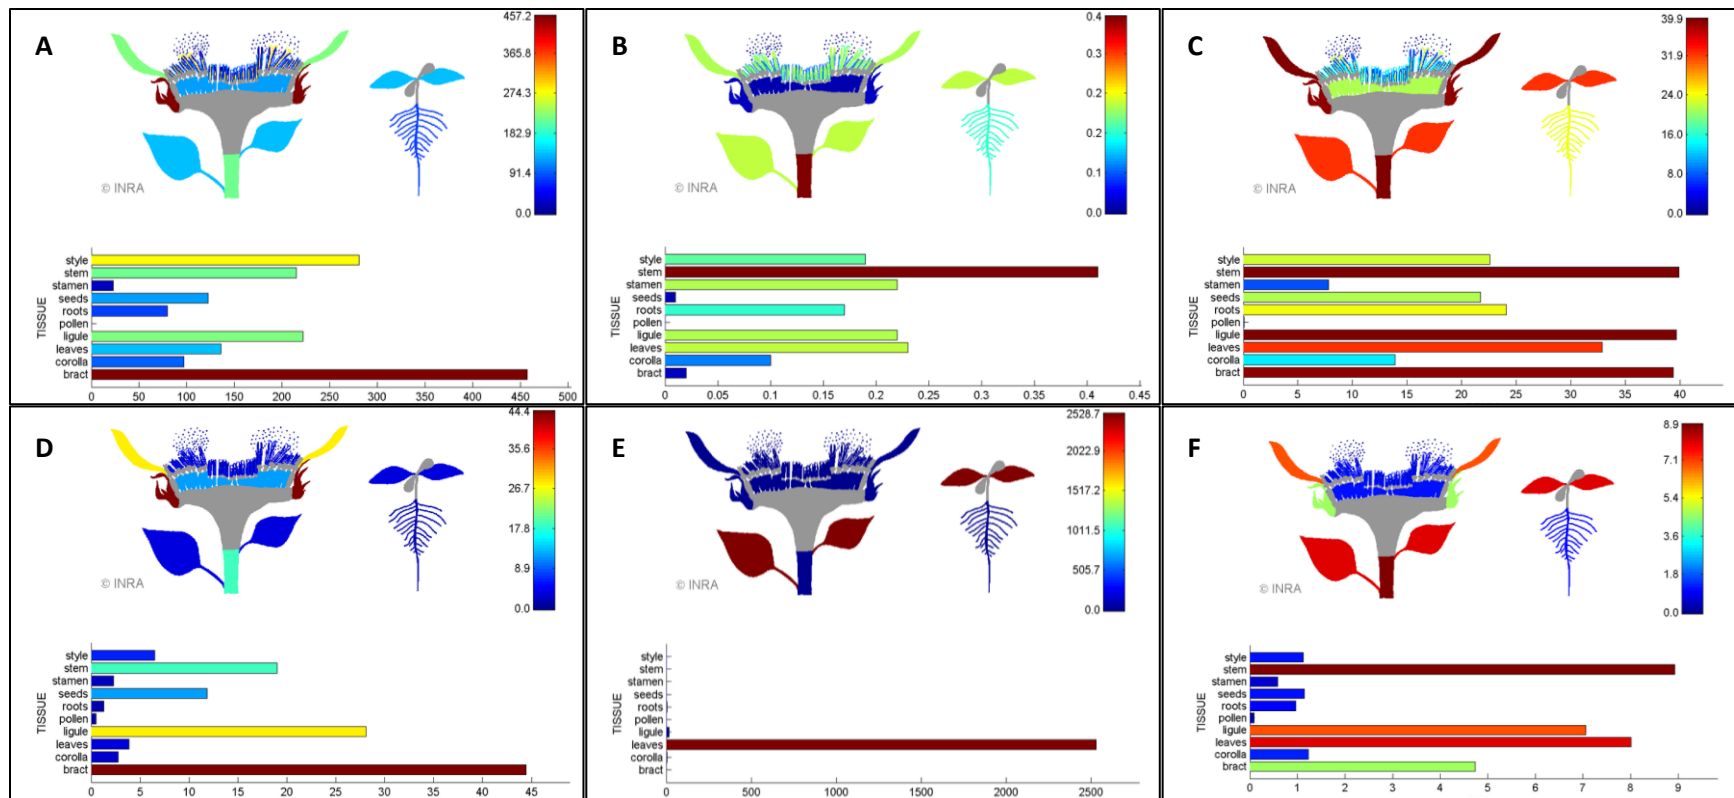 A
457.2
365.8
274.3
182.9
91.4
0.0
© INRA
TISSUE
style
stem
stamen
seeds
roots
pollen
ligule
leaves
corolla
bract
0 50 100 150 200 250 300 350 400 450 500
B
0.4
0.3
0.2
0.2
0.1
0.0
© INRA
TISSUE
style
stem
stamen
seeds
roots
pollen
ligule
leaves
corolla
bract
0 0.05 0.1 0.15 0.2 0.25 0.3 0.35 0.4 0.45
C
39.9
31.9
24.0
16.0
8.0
0.0
© INRA
TISSUE
style
stem
stamen
seeds
roots
pollen
ligule
leaves
corolla
bract
0 5 10 15 20 25 30 35 40
D
44.4
35.6
26.7
17.8
8.9
0.0
© INRA
TISSUE
style
stem
stamen
seeds
roots
pollen
ligule
leaves
corolla
bract
0 5 10 15 20 25 30 35 40 45
E
2528.7
2022.9
1517.2
1011.5
505.7
0.0
© INRA
TISSUE
style
stem
stamen
seeds
roots
pollen
ligule
leaves
corolla
bract
0 500 1000 1500 2000 2500
F
8.9
7.1
5.4
3.6
1.8
0.0
© INRA
TISSUE
style
stem
stamen
seeds
roots
pollen
ligule
leaves
corolla
bract
0 1 2 3 4 5 6 7 8 9